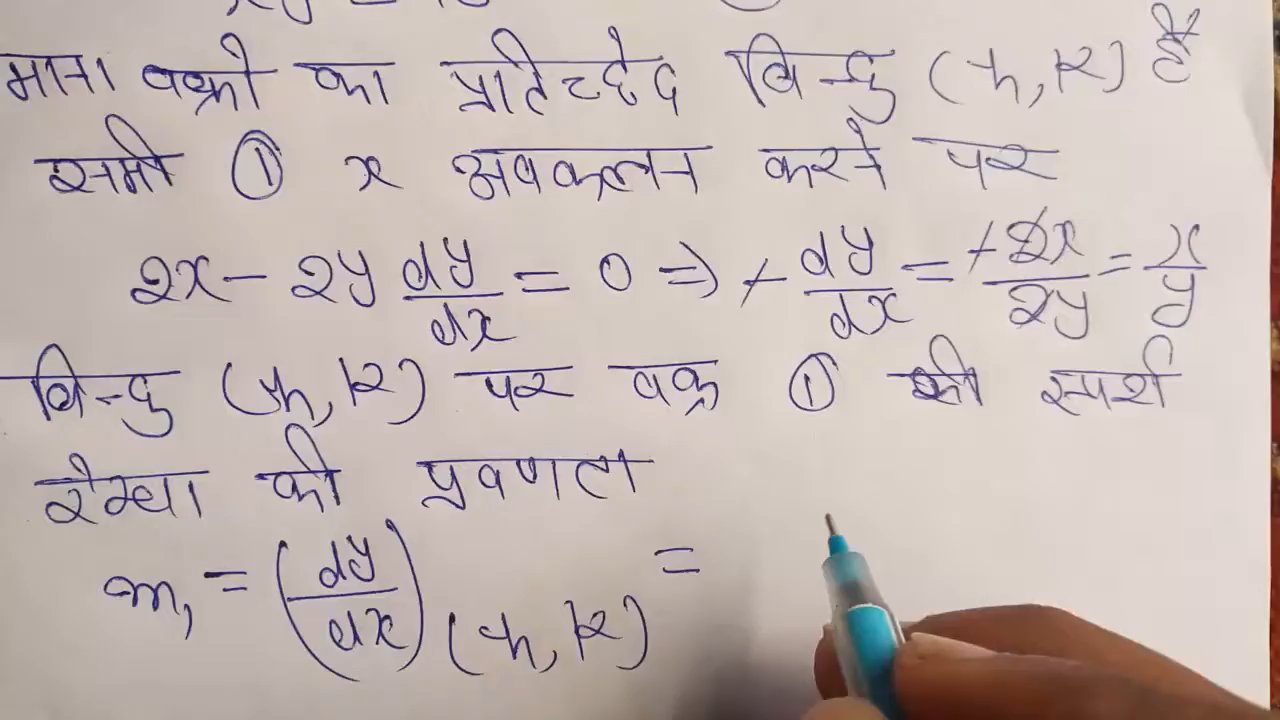 माना वक्रो का प्रतिच्छेद बिन्दु (h, k) है
समी ① x अवकलन करने पर
2x - 2y dy/dx = 0 => - dy/dx = -2x/2y = x/y
बिन्दु (h, k) पर वक्र ① की स्पर्श
रेखा की प्रवणता
m₁ = (dy/dx)(h, k) =